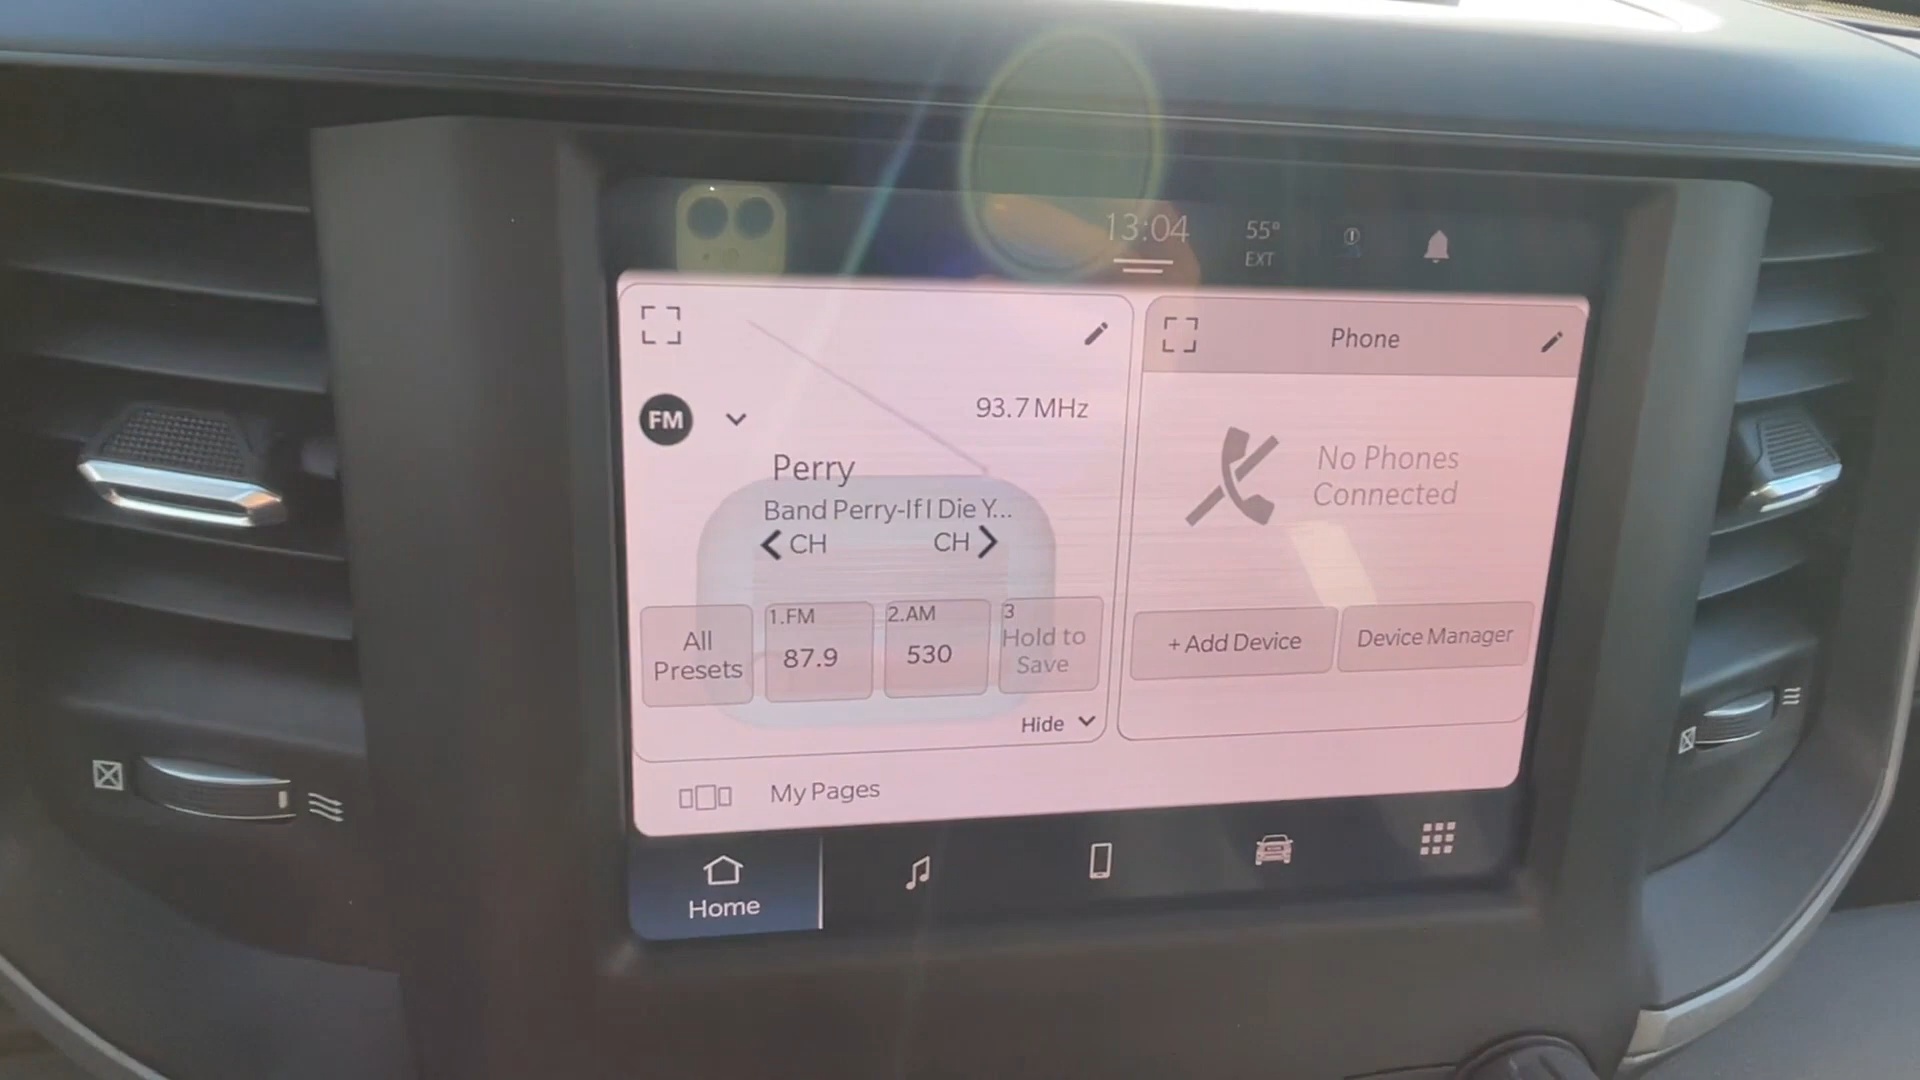 13:04
55°
EXT
93.7 MHz
FM
Perry
Band Perry-If I Die Y...
CH
CH
All
Presets
1.FM
87.9
2.AM
530
3
Hold to
Save
Hide
Phone
No Phones
Connected
+ Add Device
Device Manager
My Pages
Home